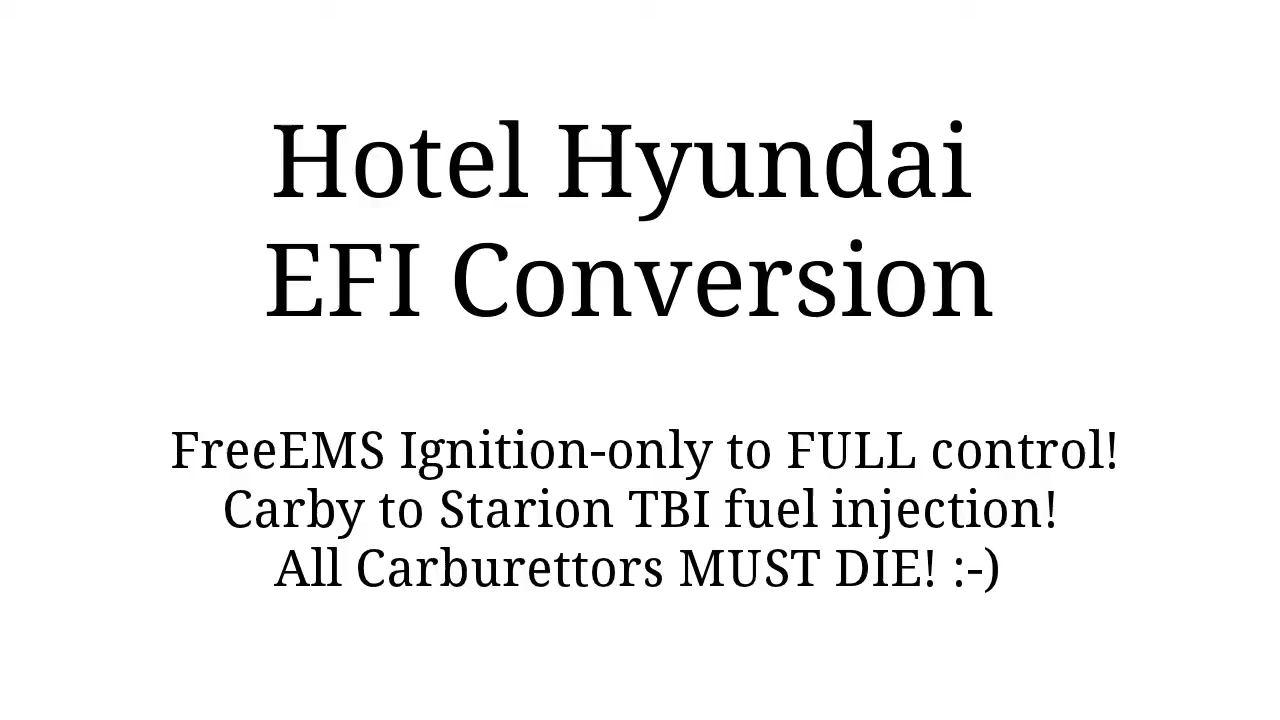 Hotel Hyundai
EFI Conversion
FreeEMS Ignition-only to FULL control!
Carby to Starion TBI fuel injection!
All Carburettors MUST DIE! :-)